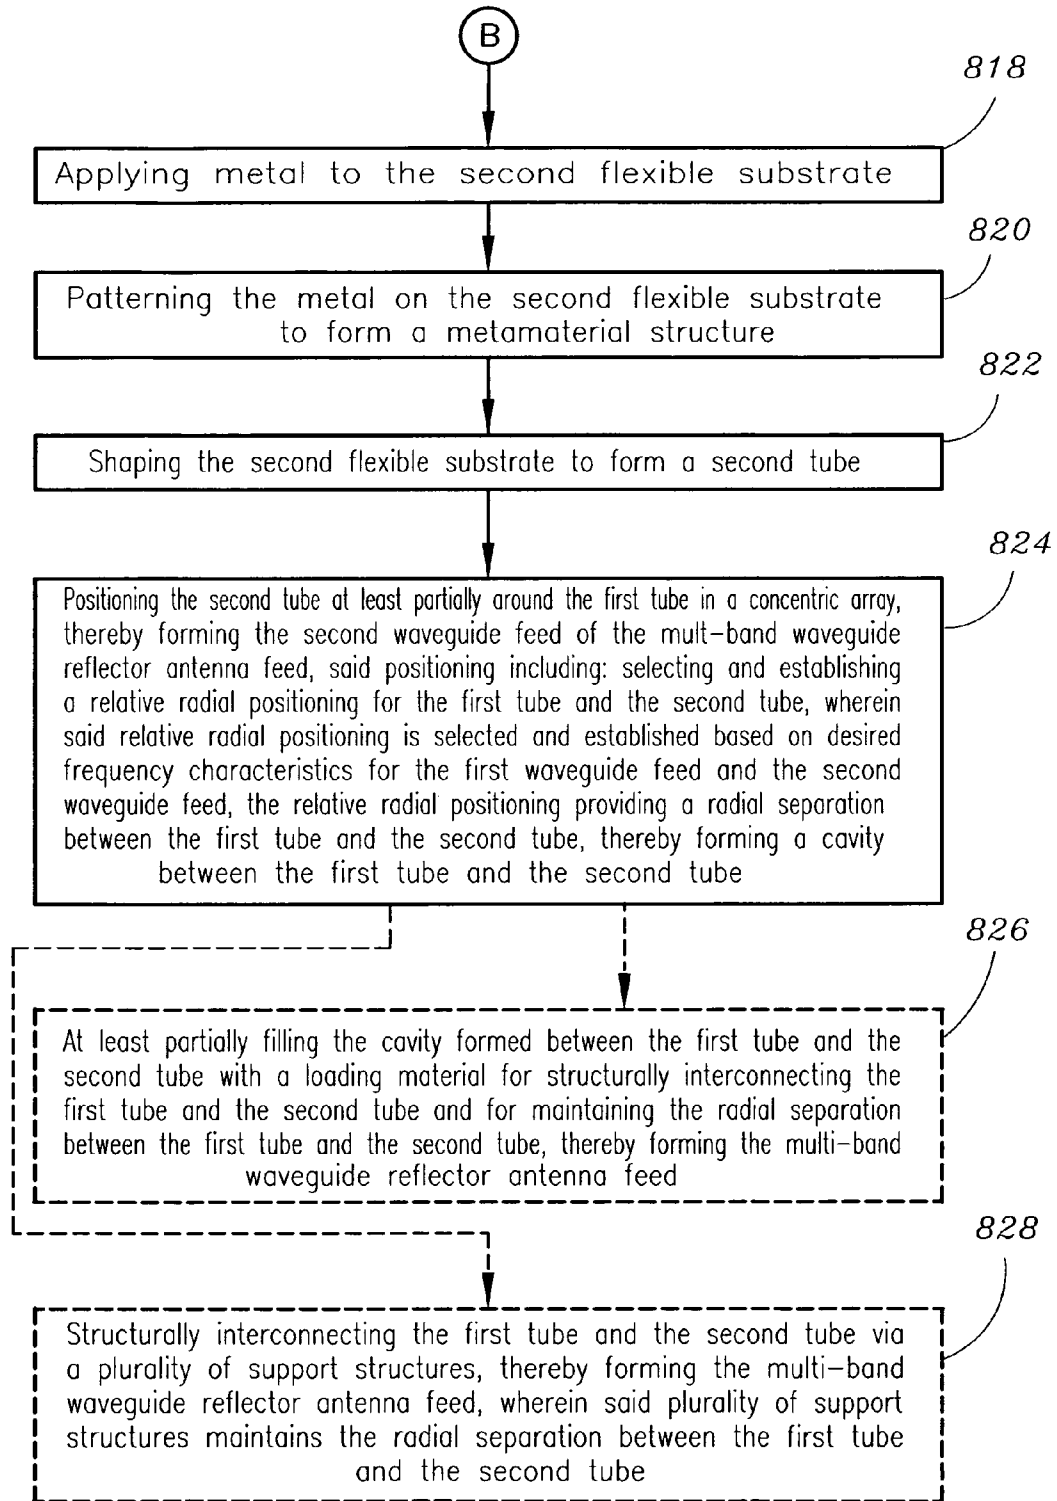 B
818
Applying metal to the second flexible substrate
820
Patterning the metal on the second flexible substrate
to form a metamaterial structure
822
Shaping the second flexible substrate to form a second tube
824
Positioning the second tube at least partially around the first tube in a concentric array,
thereby forming the second waveguide feed of the mult-band waveguide
reflector antenna feed, said positioning including: selecting and establishing
a relative radial positioning for the first tube and the second tube, wherein
said relative radial positioning is selected and established based on desired
frequency characteristics for the first waveguide feed and the second
waveguide feed, the relative radial positioning providing a radial separation
between the first tube and the second tube, thereby forming a cavity
between the first tube and the second tube
826
At least partially filling the cavity formed between the first tube and the
second tube with a loading material for structurally interconnecting the
first tube and the second tube and for maintaining the radial separation
between the first tube and the second tube, thereby forming the multi-band
waveguide reflector antenna feed
828
Structurally interconnecting the first tube and the second tube via
a plurality of support structures, thereby forming the multi-band
waveguide reflector antenna feed, wherein said plurality of support
structures maintains the radial separation between the first tube
and the second tube